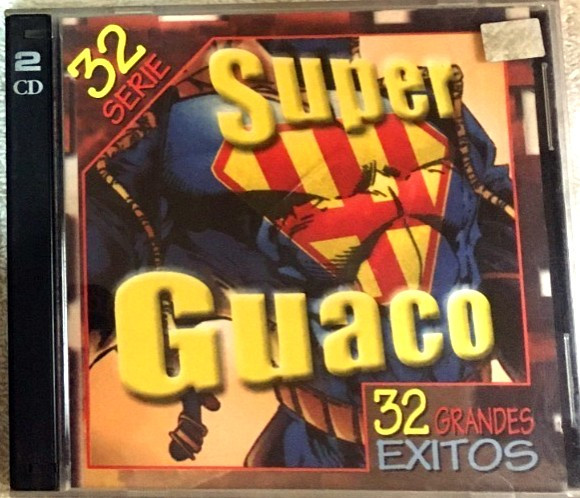 2
CD
32
SERIE
Super
Guaco
32 GRANDES
EXITOS